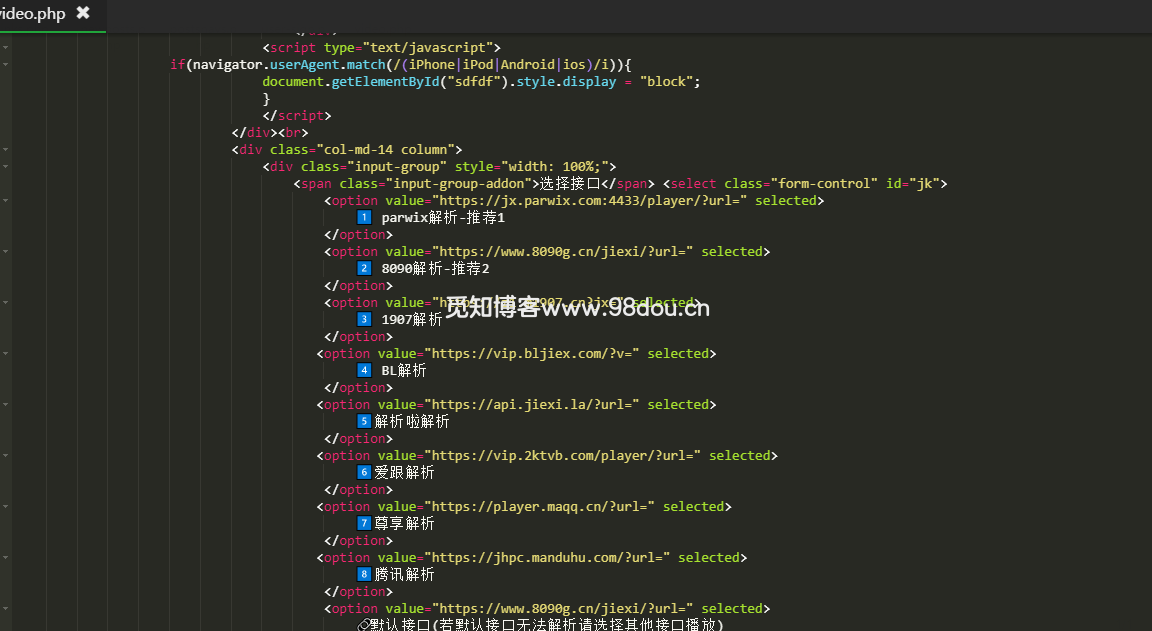 video.php ✖
<script type="text/javascript">
if(navigator.userAgent.match(/(iPhone|iPod|Android|ios)/i)){
document.getElementById("sdfdf").style.display = "block";
}
</script>
</div><br>
<div class="col-md-14 column">
<div class="input-group" style="width: 100%;">
<span class="input-group-addon">选择接口</span> <select class="form-control" id="jk">
<option value="https://jx.parwix.com:4433/player/?url=" selected>
1 parwix解析-推荐1
</option>
<option value="https://www.8090g.cn/jiexi/?url=" selected>
2 8090解析-推荐2
</option>
<option value="h
selected>
觅知博客www.98dou.cn
3 1907解析
</option>
<option value="https://vip.bljiex.com/?v=" selected>
4 BL解析
</option>
<option value="https://api.jiexi.la/?url=" selected>
5 解析啦解析
</option>
<option value="https://vip.2ktvb.com/player/?url=" selected>
6 爱跟解析
</option>
<option value="https://player.maqq.cn/?url=" selected>
7 尊享解析
</option>
<option value="https://jhpc.manduhu.com/?url=" selected>
8 腾讯解析
</option>
<option value="https://www.8090g.cn/jiexi/?url=" selected>
默认接口(若默认接口无法解析请选择其他接口播放)